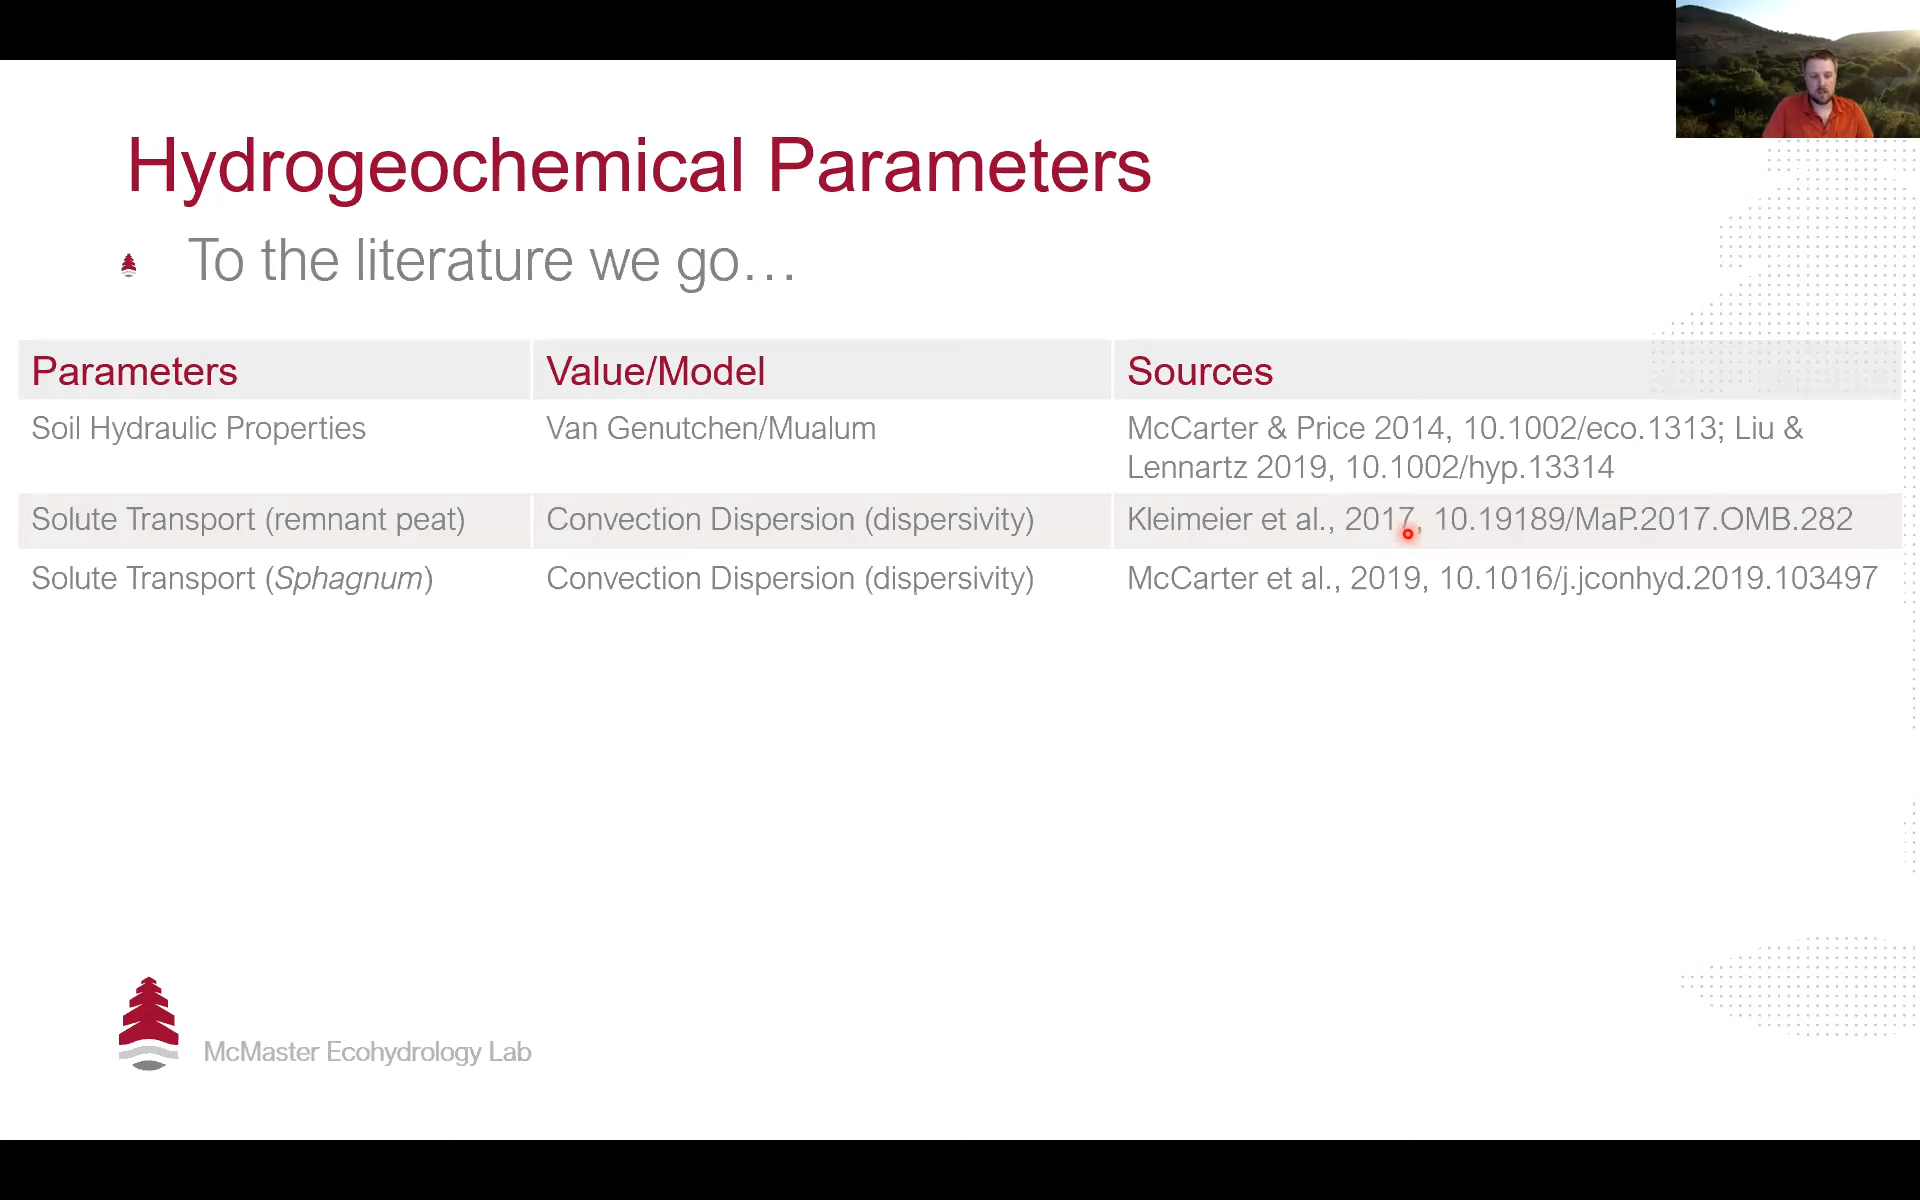 Hydrogeochemical Parameters
To the literature we go…
Parameters
Value/Model
Sources
Soil Hydraulic Properties
Van Genutchen/Mualum
McCarter & Price 2014, 10.1002/eco.1313; Liu &
Lennartz 2019, 10.1002/hyp.13314
Solute Transport (remnant peat)
Convection Dispersion (dispersivity)
Kleimeier et al., 2017, 10.19189/MaP.2017.OMB.282
Solute Transport (Sphagnum)
Convection Dispersion (dispersivity)
McCarter et al., 2019, 10.1016/j.jconhyd.2019.103497
McMaster Ecohydrology Lab